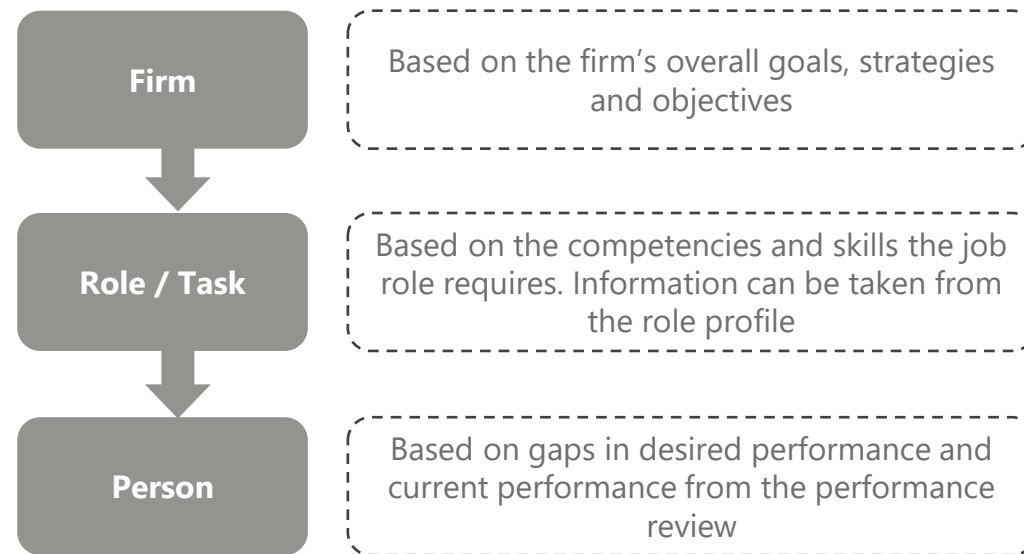 Firm
Based on the firm’s overall goals, strategies
and objectives
Role / Task
Based on the competencies and skills the job
role requires. Information can be taken from
the role profile
Person
Based on gaps in desired performance and
current performance from the performance
review